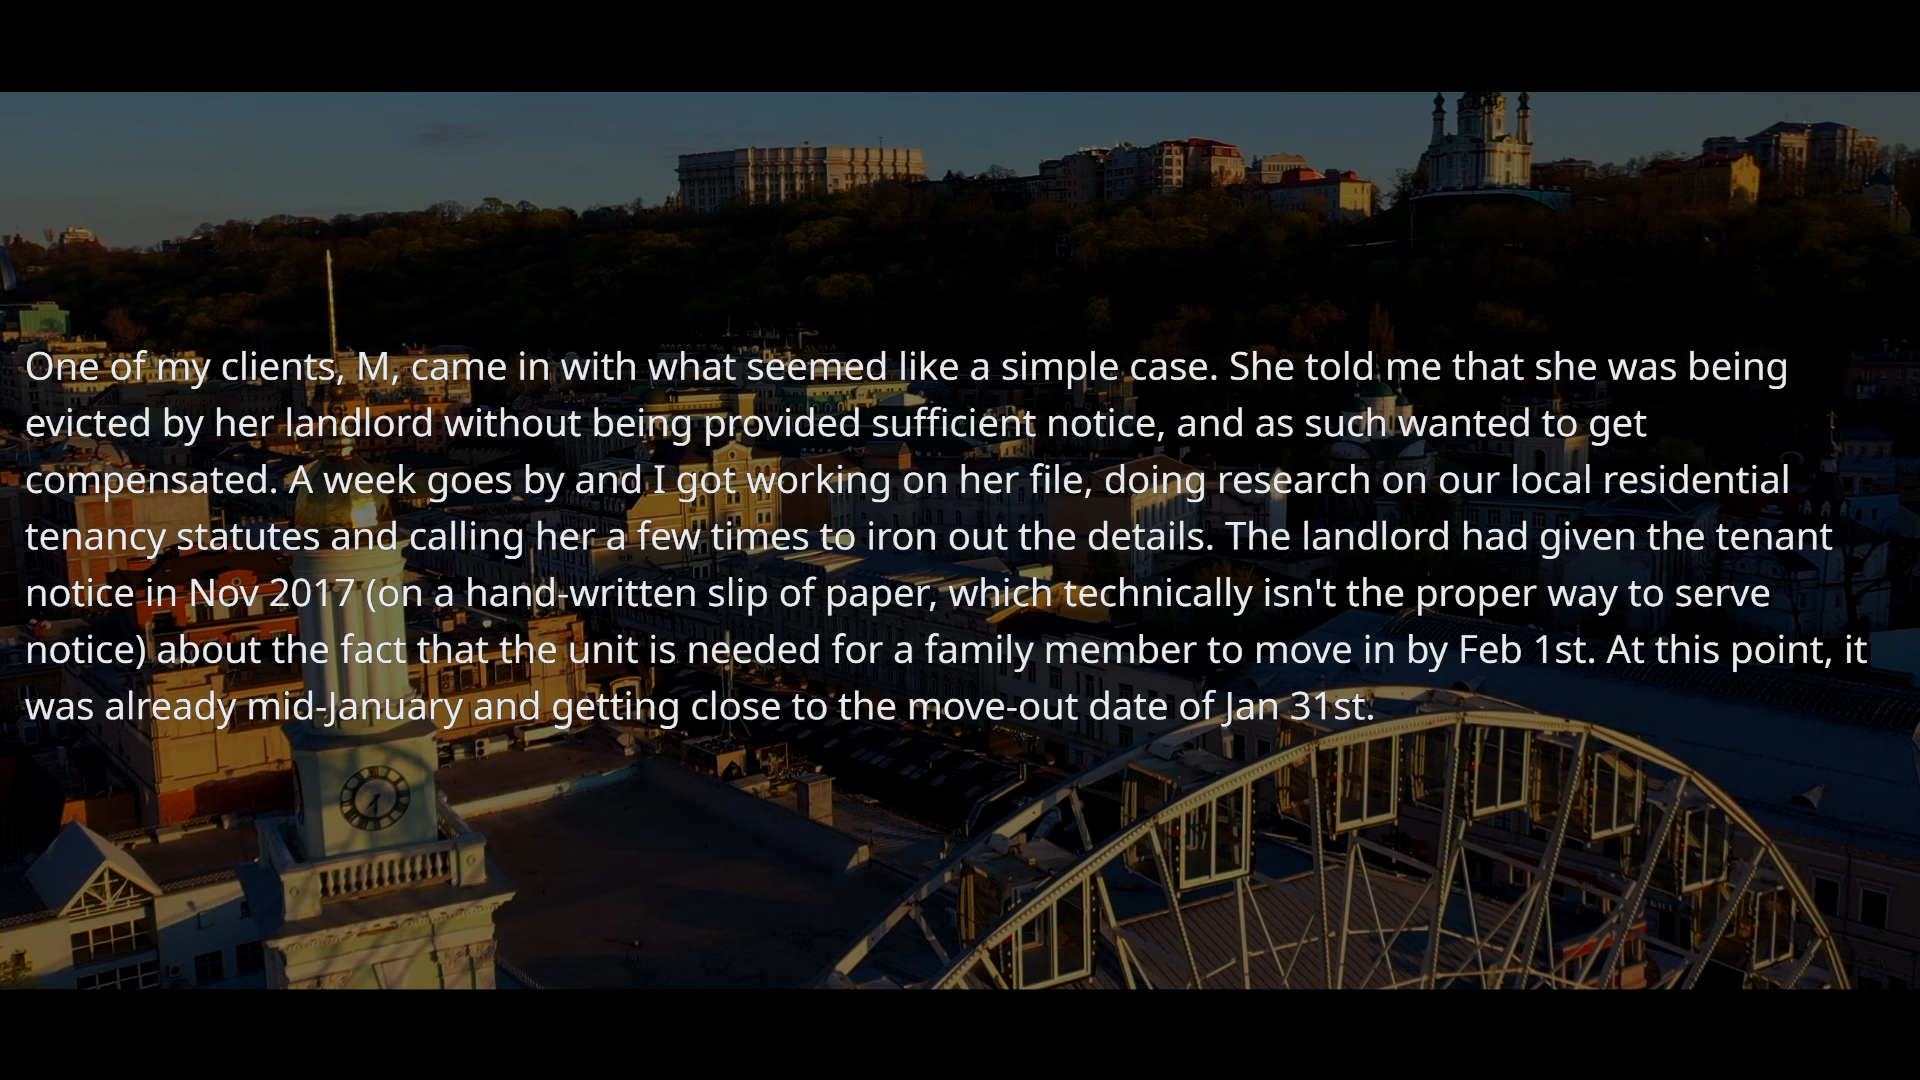 One of my clients, M, came in with what seemed like a simple case. She told me that she was being
evicted by her landlord without being provided sufficient notice, and as such wanted to get
compensated. A week goes by and I got working on her file, doing research on our local residential
tenancy statutes and calling her a few times to iron out the details. The landlord had given the tenant
notice in Nov 2017 (on a hand-written slip of paper, which technically isn't the proper way to serve
notice) about the fact that the unit is needed for a family member to move in by Feb 1st. At this point, it
was already mid-January and getting close to the move-out date of Jan 31st.